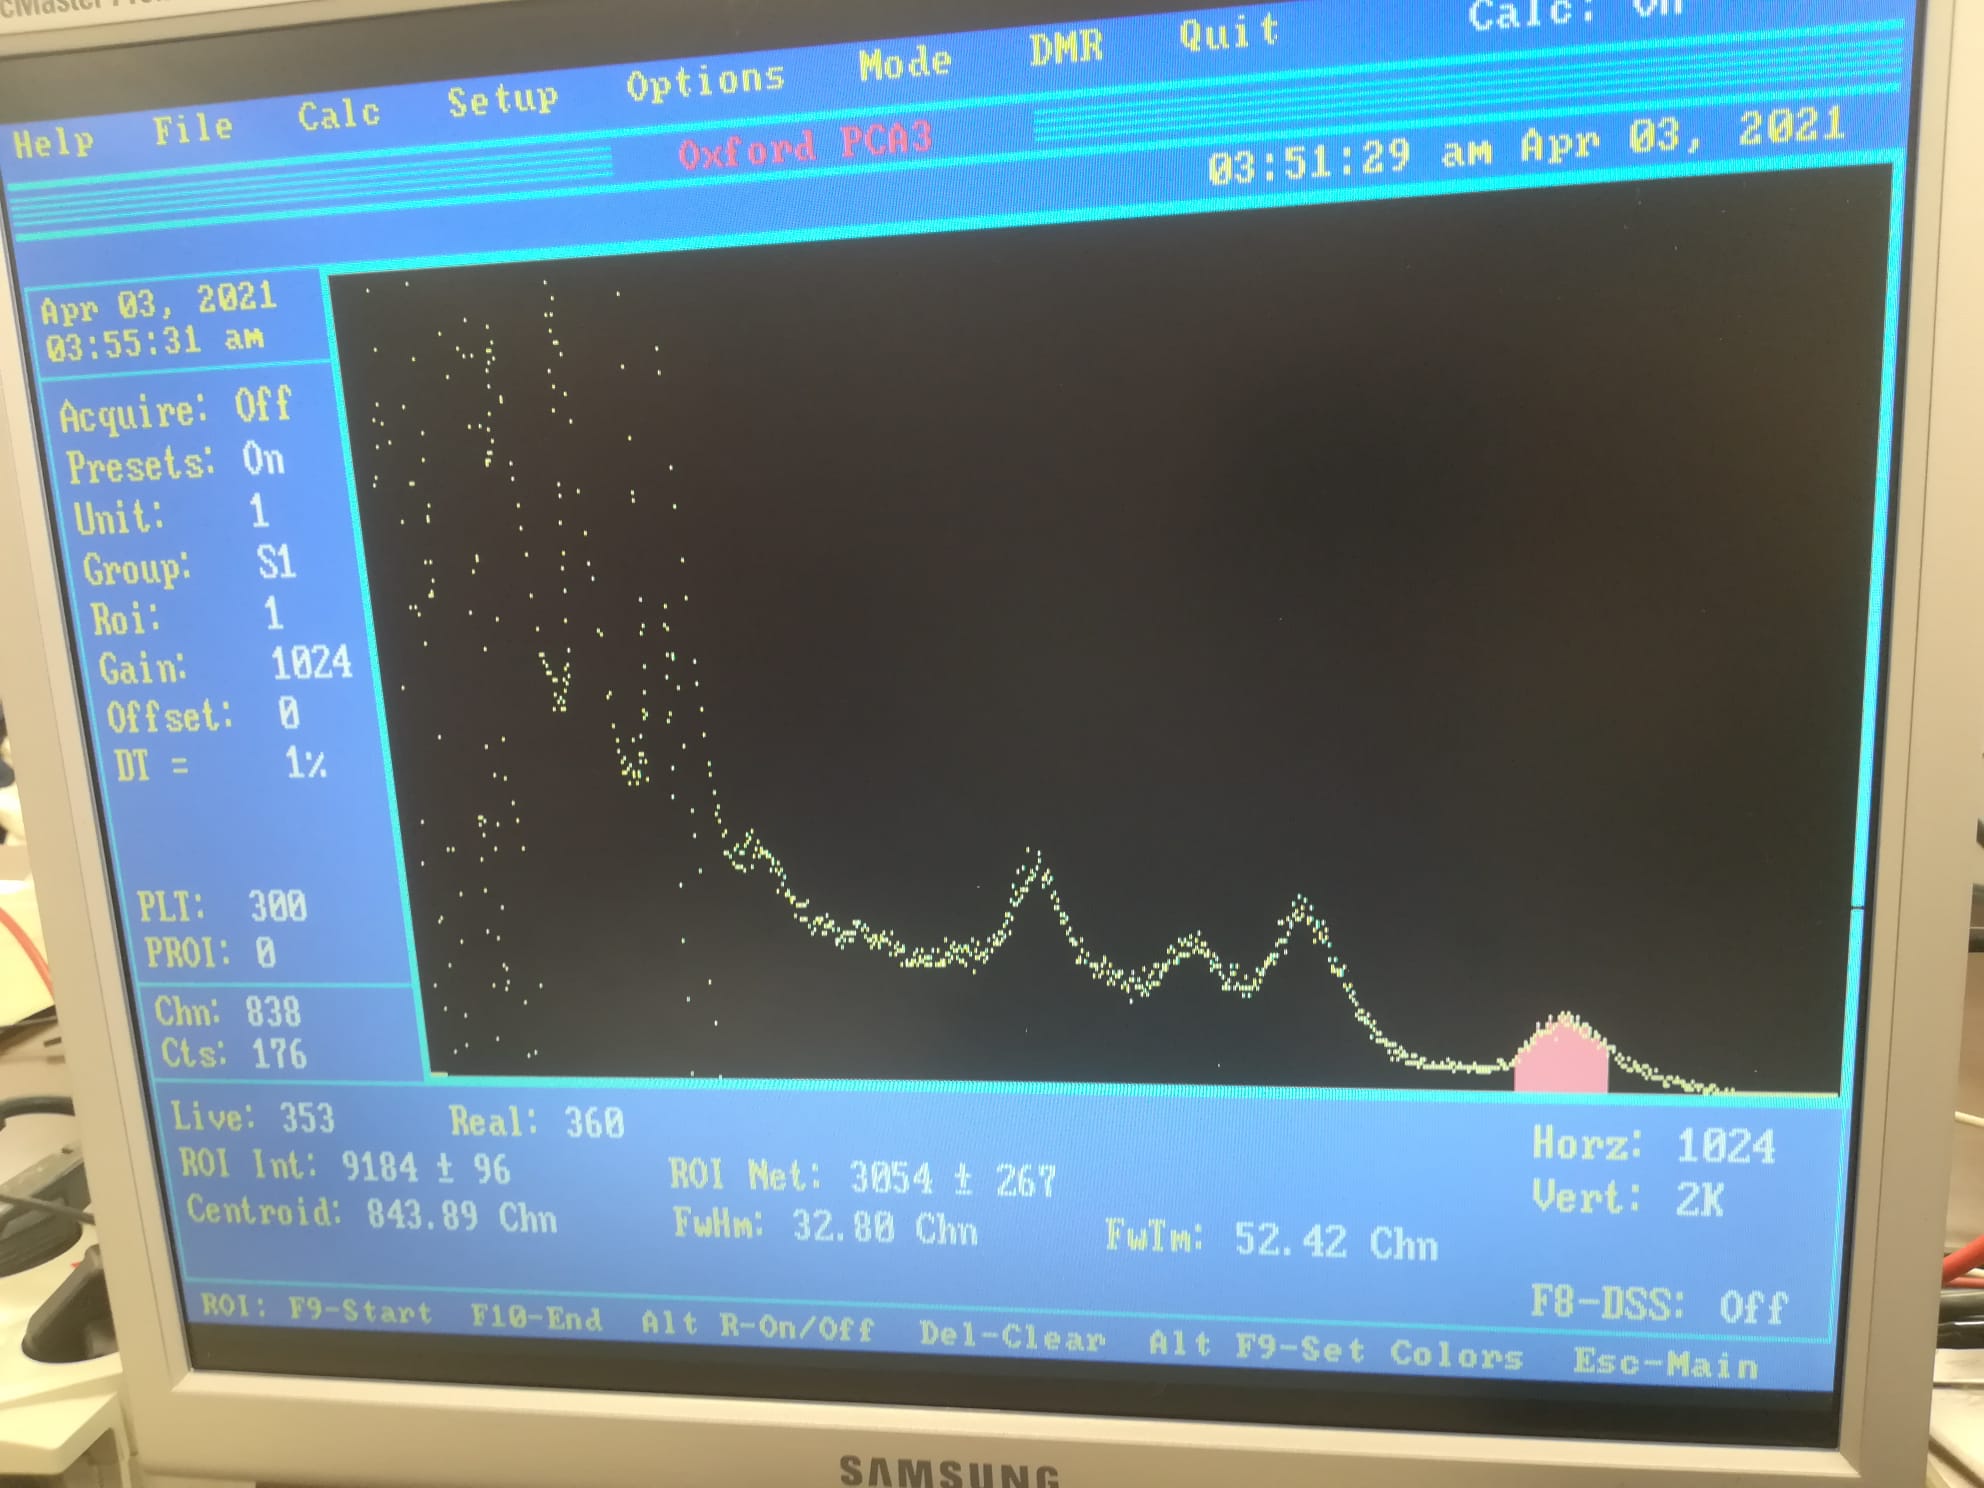 Help File Calc Setup Options Mode DMR Quit Calc: On
Oxford PCA3
03:51:29 am Apr 03, 2021
Apr 03, 2021
03:55:31 am
Acquire: Off
Presets: On
Unit: 1
Group: S1
Roi: 1
Gain: 1024
Offset: 0
DT = 1%
PLT: 300
PROI: 0
Chn: 838
Cts: 176
Live: 353 Real: 360
Horz: 1024
ROI Int: 9184 ± 96 ROI Net: 3054 ± 267
Vert: 2K
Centroid: 843.89 Chn FwHm: 32.80 Chn FwTm: 52.42 Chn
F8-DSS: Off
ROI: F9-Start F10-End Alt R-On/Off Del-Clear Alt F9-Set Colors Esc-Main
SAMSUNG